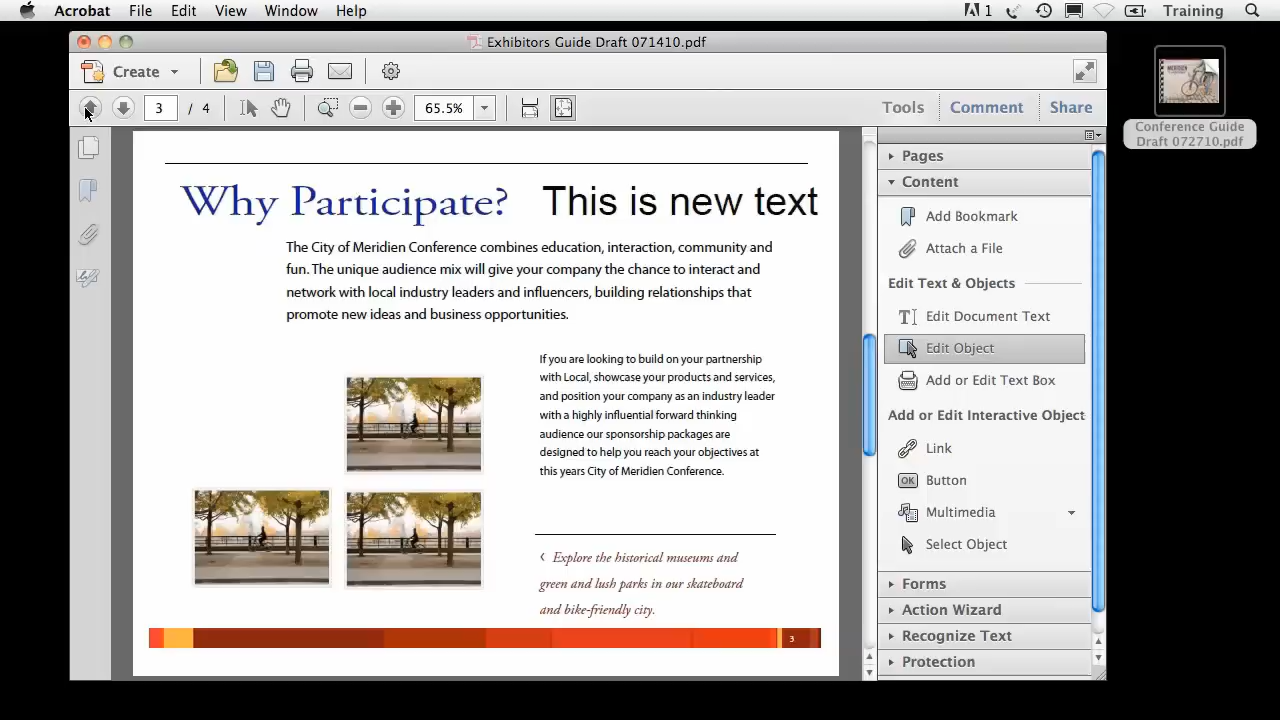 Acrobat File Edit View Window Help
1 Training
Exhibitors Guide Draft 071410.pdf
Create
3 / 4 65.5% Tools Comment Share
Conference Guide
Draft 072710.pdf
Why Participate? This is new text
The City of Meridien Conference combines education, interaction, community and
fun. The unique audience mix will give your company the chance to interact and
network with local industry leaders and influencers, building relationships that
promote new ideas and business opportunities.
If you are looking to build on your partnership
with Local, showcase your products and services,
and position your company as an industry leader
with a highly influential forward thinking
audience our sponsorship packages are
designed to help you reach your objectives at
this years City of Meridien Conference.
‹ Explore the historical museums and
green and lush parks in our skateboard
and bike-friendly city.
3
Pages
Content
Add Bookmark
Attach a File
Edit Text & Objects
Edit Document Text
Edit Object
Add or Edit Text Box
Add or Edit Interactive Object
Link
OK Button
Multimedia
Select Object
Forms
Action Wizard
Recognize Text
Protection